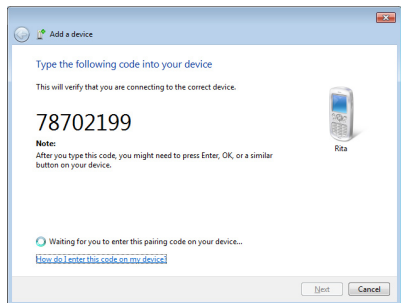 Add a device
Type the following code into your device
This will verify that you are connecting to the correct device.
78702199
Note:
After you type this code, you might need to press Enter, OK, or a similar
button on your device.
Rita
Waiting for you to enter this pairing code on your device...
How do I enter this code on my device?
Next
Cancel